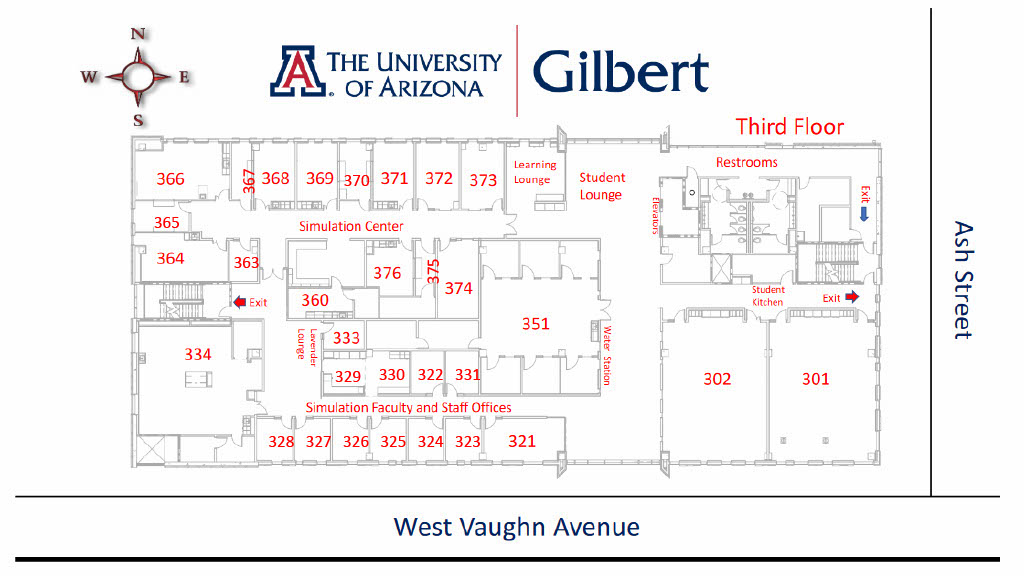 N
W E
S
THE UNIVERSITY
OF ARIZONA
A
®
Gilbert
Third Floor
Restrooms
366
367
368
369
370
371
372
373
Learning
Lounge
Student
Lounge
Elevators
Exit
365
Simulation Center
364
363
376
375
374
360
Exit
Student
Kitchen
Exit
351
Water Station
Lavender
Lounge
333
334
329
330
322
331
302
301
Simulation Faculty and Staff Offices
328
327
326
325
324
323
321
Ash Street
West Vaughn Avenue